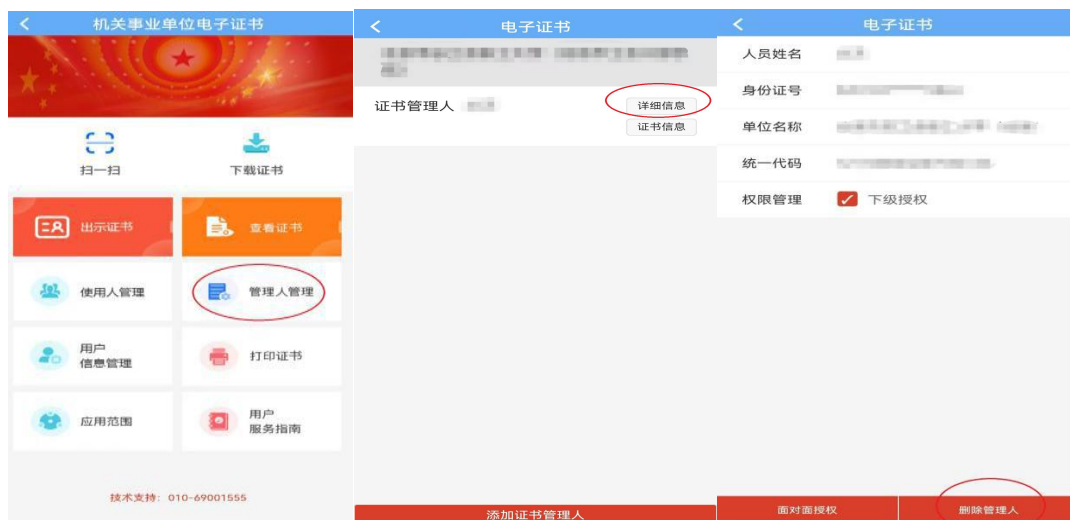 机关事业单位电子证书
扫一扫
下载证书
出示证书
查看证书
使用人管理
管理人管理
用户
信息管理
打印证书
应用范围
用户
服务指南
技术支持：010-69001555
电子证书
证书管理人
详细信息
证书信息
添加证书管理人
电子证书
人员姓名
身份证号
单位名称
统一代码
权限管理
下级授权
面对面授权
删除管理人